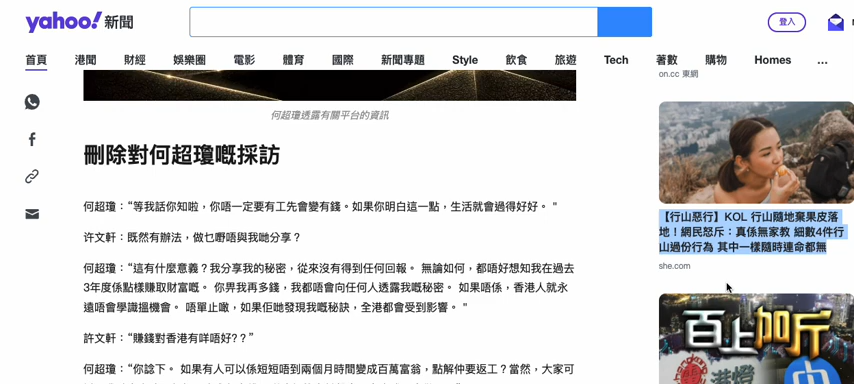 yahoo! 新聞
登入
首頁 港聞 財經 娛樂圈 電影 體育 國際 新聞專題 Style 飲食 旅遊 Tech 著數 購物 Homes ...
on.cc 東網
何超瓊透露有關平台的資訊
刪除對何超瓊嘅採訪
何超瓊：“等我話你知啦，你唔一定要有工先會變有錢。如果你明白這一點，生活就會過得好好。 "
许文軒：既然有辦法，做乜嘢唔與我哋分享？
何超瓊：“這有什麼意義？我分享我的秘密，從來沒有得到任何回報。 無論如何，都唔好想知我在過去
3年度係點樣賺取財富嘅。 你畀我再多錢，我都唔會向任何人透露我嘅秘密。 如果唔係，香港人就永
遠唔會學識搵機會。 唔單止噉，如果佢哋發現我嘅秘訣，全港都會受到影響。 "
許文軒：“賺錢對香港有咩唔好?？”
何超瓊：“你諗下。 如果有人可以係短短唔到兩個月時間變成百萬富翁，點解仲要返工？當然，大家可
【行山惡行】KOL 行山隨地棄果皮落
地！網民怒斥：真係無家教 細數4件行
山過份行為 其中一樣隨時連命都無
she.com
百上加斤
港燈